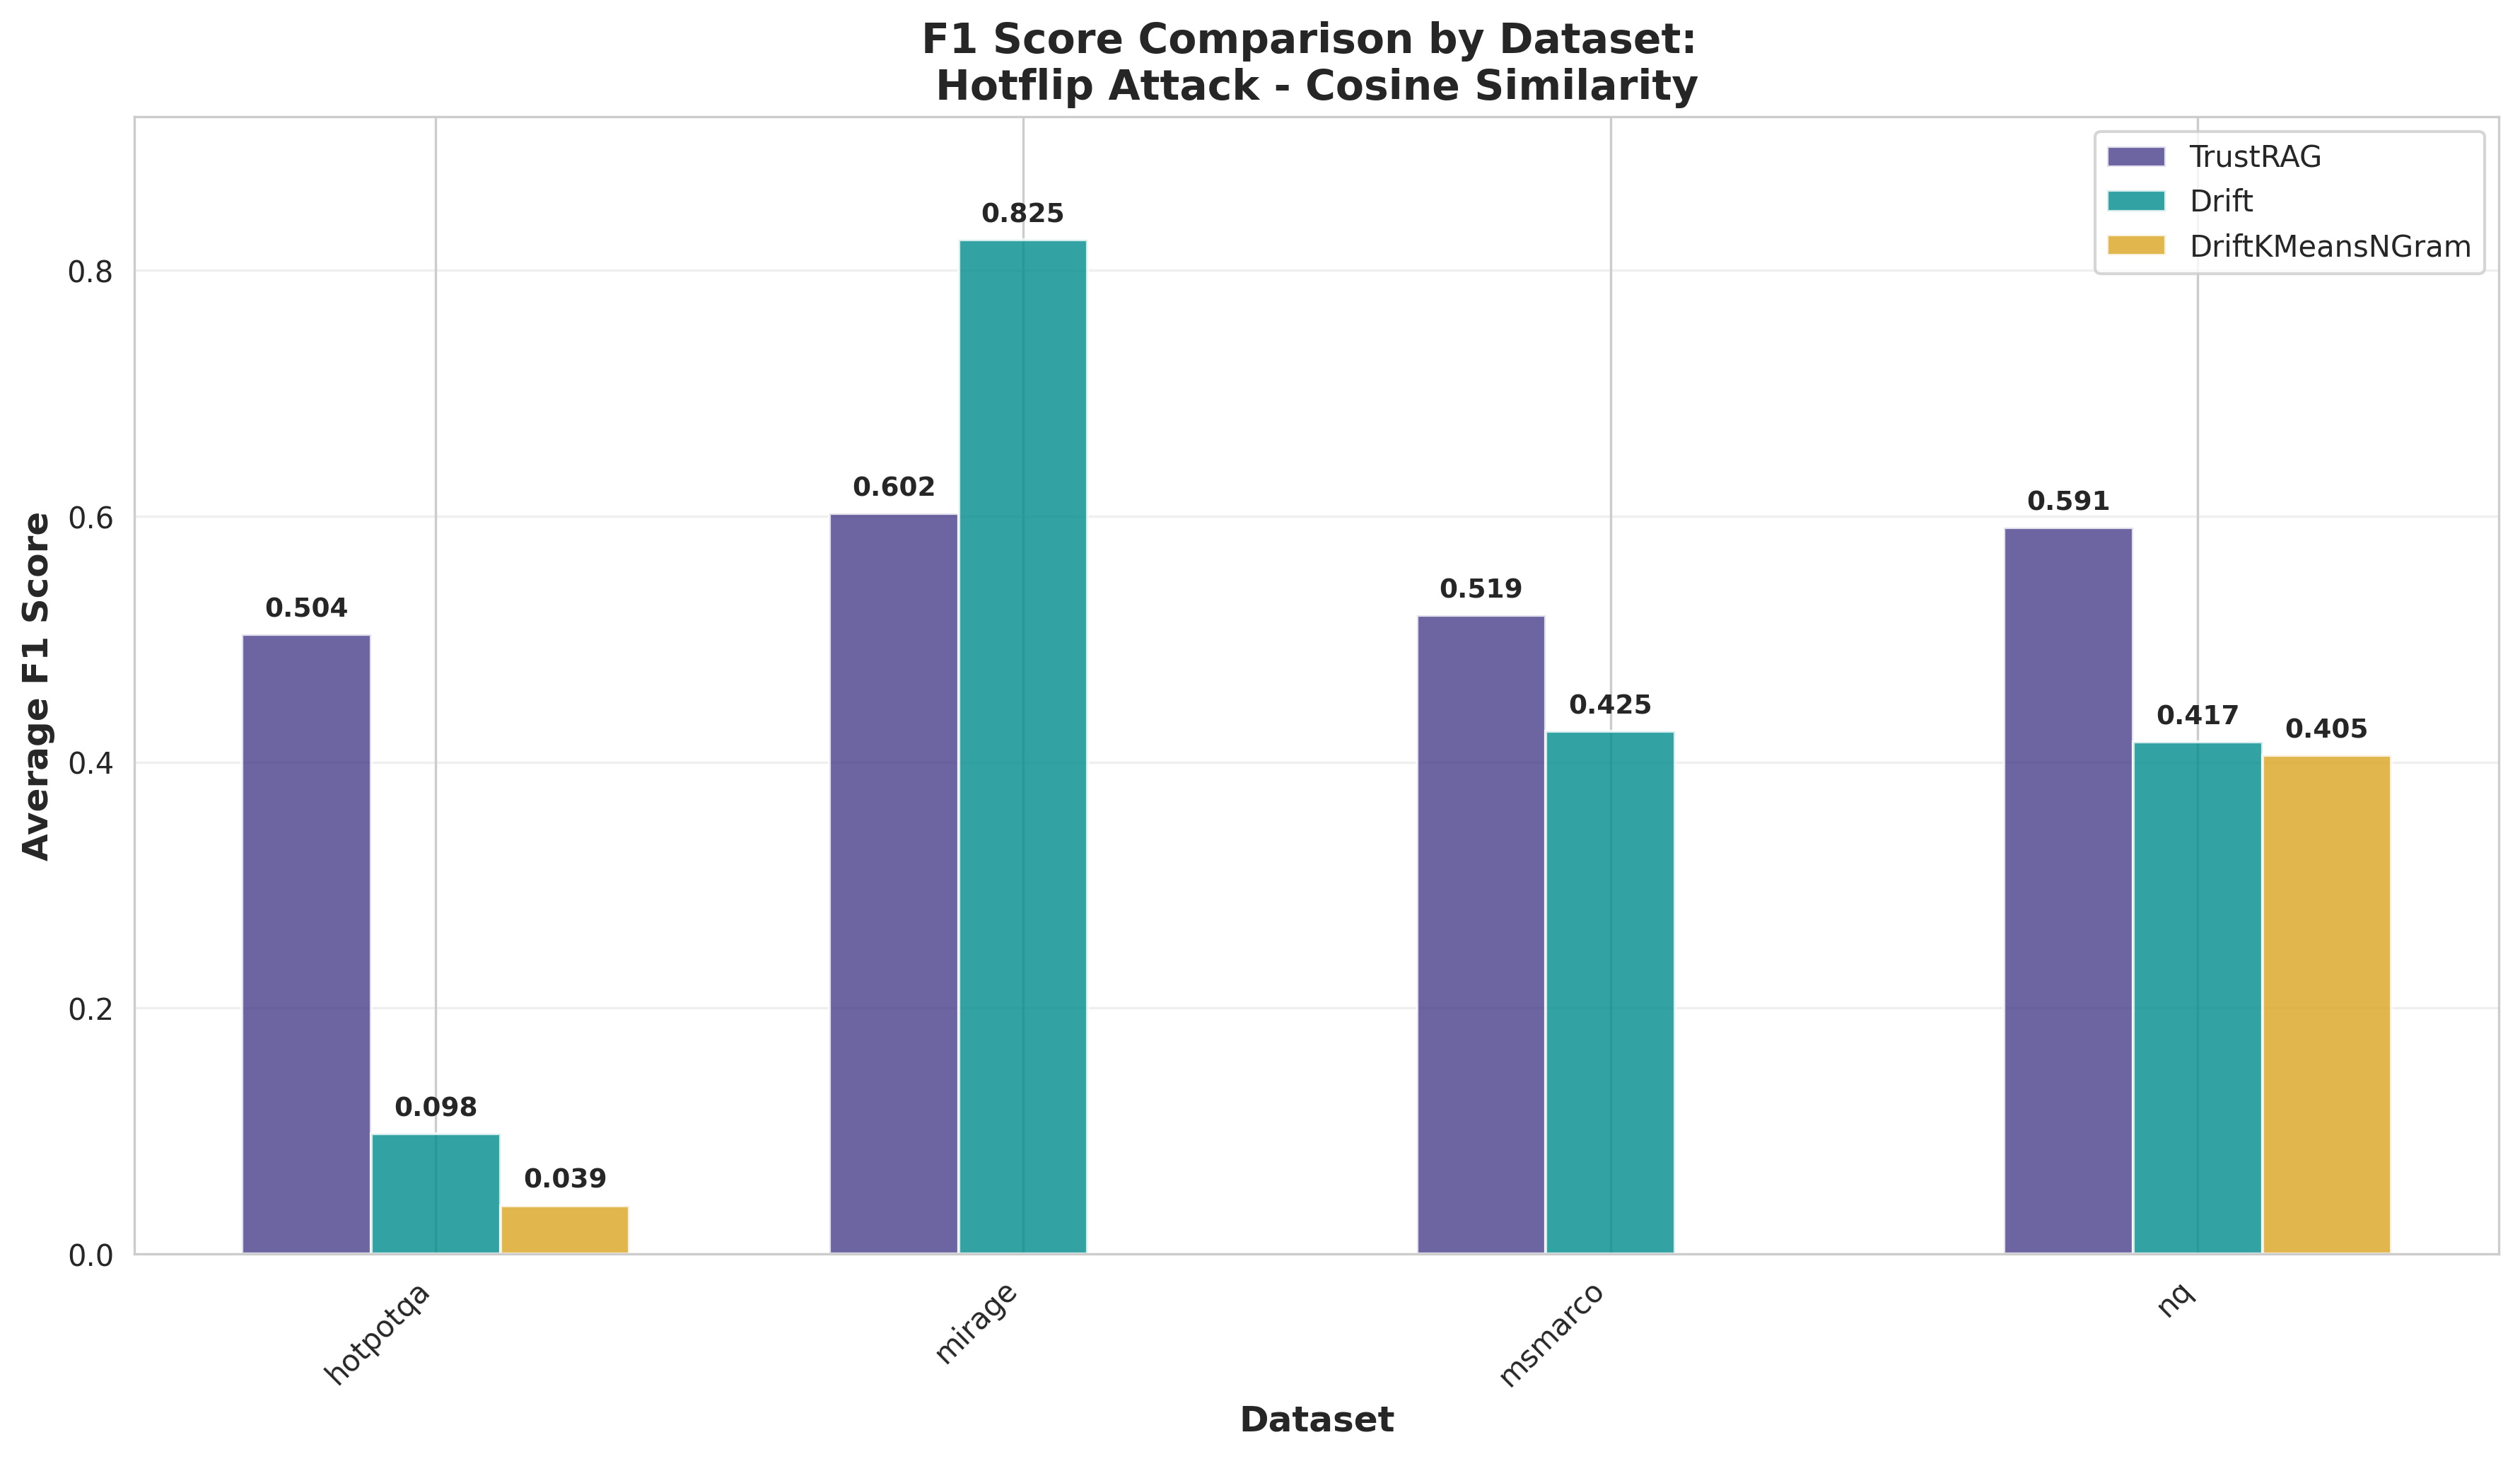 F1 Score Comparison by Dataset:
Hotflip Attack - Cosine Similarity
TrustRAG
Drift
DriftKMeansNGram
Average F1 Score
0.8
0.6
0.4
0.2
0.0
0.504
0.098
0.039
0.602
0.825
0.519
0.425
0.591
0.417
0.405
hotpotqa
mirage
msmarco
nq
Dataset